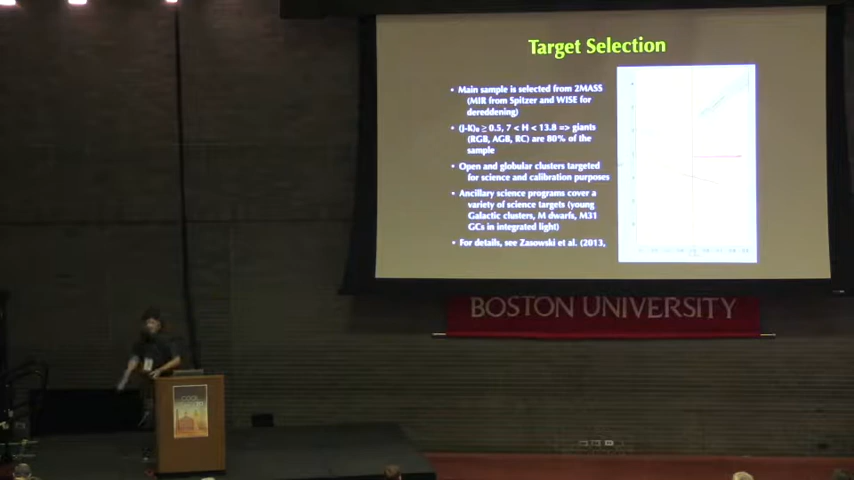 Target Selection
• Main sample is selected from 2MASS
(MIR from Spitzer and WISE for
dereddening)
• (J-K)₀ ≥ 0.5, 7 < H < 13.8 => giants
(RGB, AGB, RC) are 80% of the
sample
• Open and globular clusters targeted
for science and calibration purposes
• Ancillary science programs cover a
variety of science targets (young
Galactic clusters, M dwarfs, M31
GCs in integrated light)
• For details, see Zasowski et al. (2013,
BOSTON UNIVERSITY